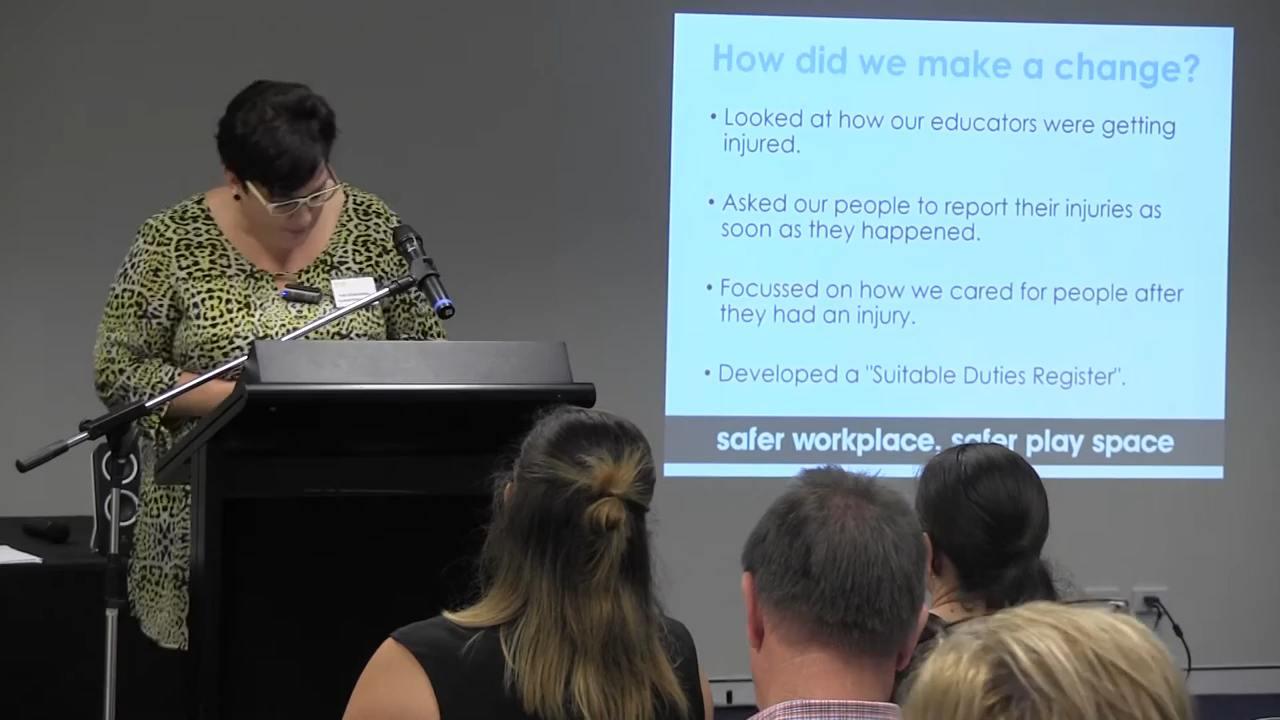 How did we make a change?
• Looked at how our educators were getting
injured.
• Asked our people to report their injuries as
soon as they happened.
• Focussed on how we cared for people after
they had an injury.
• Developed a "Suitable Duties Register".
safer workplace, safer play space